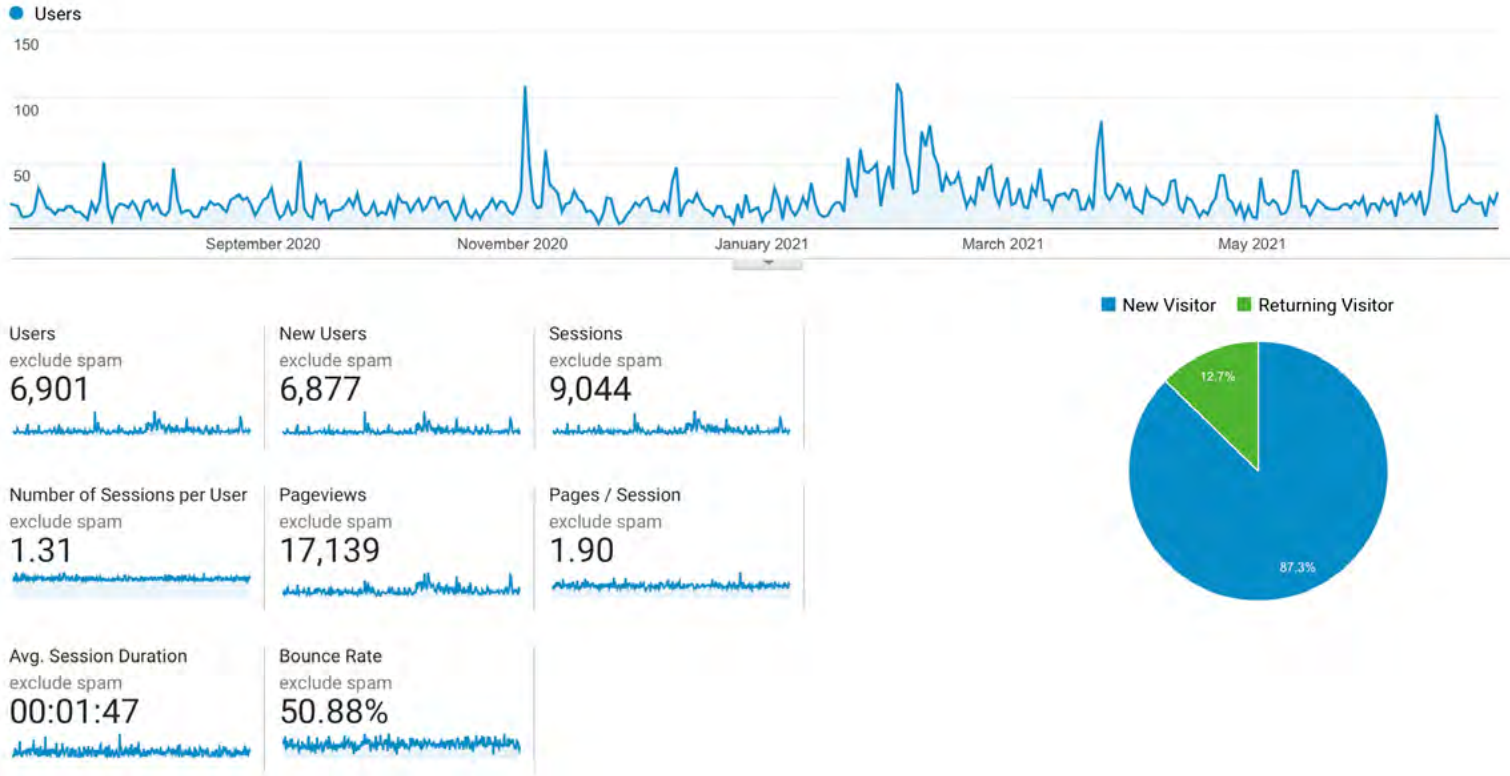 Users
150
100
50
September 2020
November 2020
January 2021
March 2021
May 2021
New Visitor
Returning Visitor
12.7%
87.3%
Users
exclude spam
6,901
New Users
exclude spam
6,877
Sessions
exclude spam
9,044
Number of Sessions per User
exclude spam
1.31
Pageviews
exclude spam
17,139
Pages / Session
exclude spam
1.90
Avg. Session Duration
exclude spam
00:01:47
Bounce Rate
exclude spam
50.88%